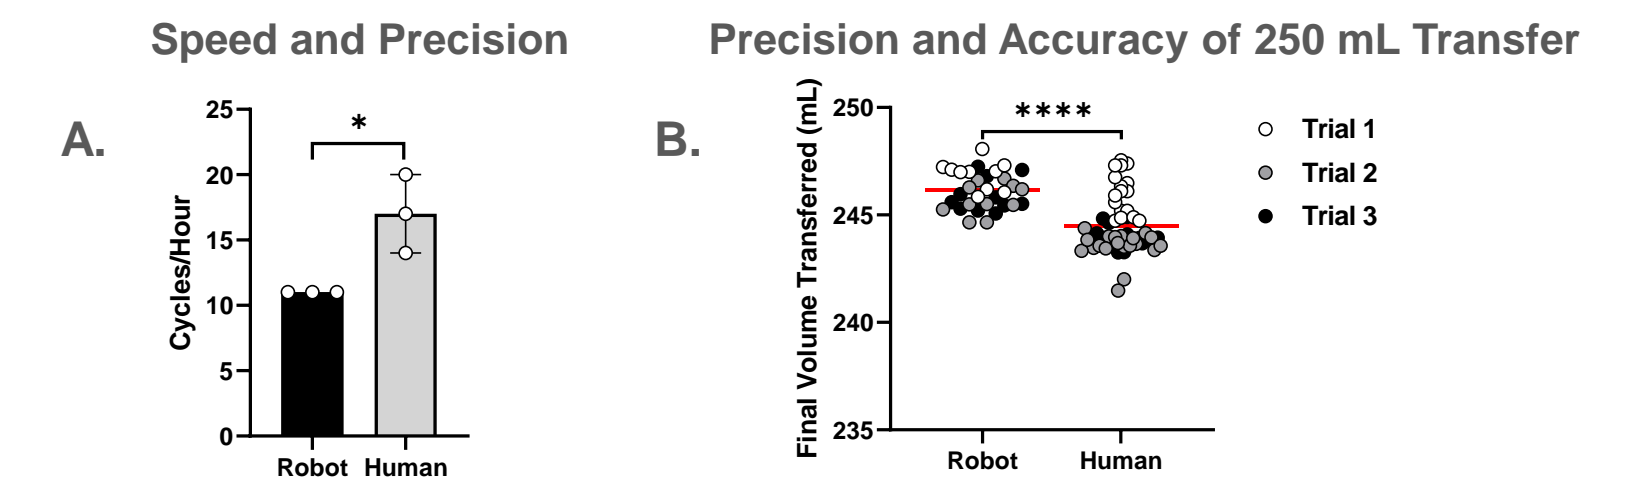 Speed and Precision
A.
Cycles/Hour
25
20
15
10
5
0
*
Robot
Human
Precision and Accuracy of 250 mL Transfer
B.
Final Volume Transferred (mL)
250
245
240
235
****
Robot
Human
Trial 1
Trial 2
Trial 3